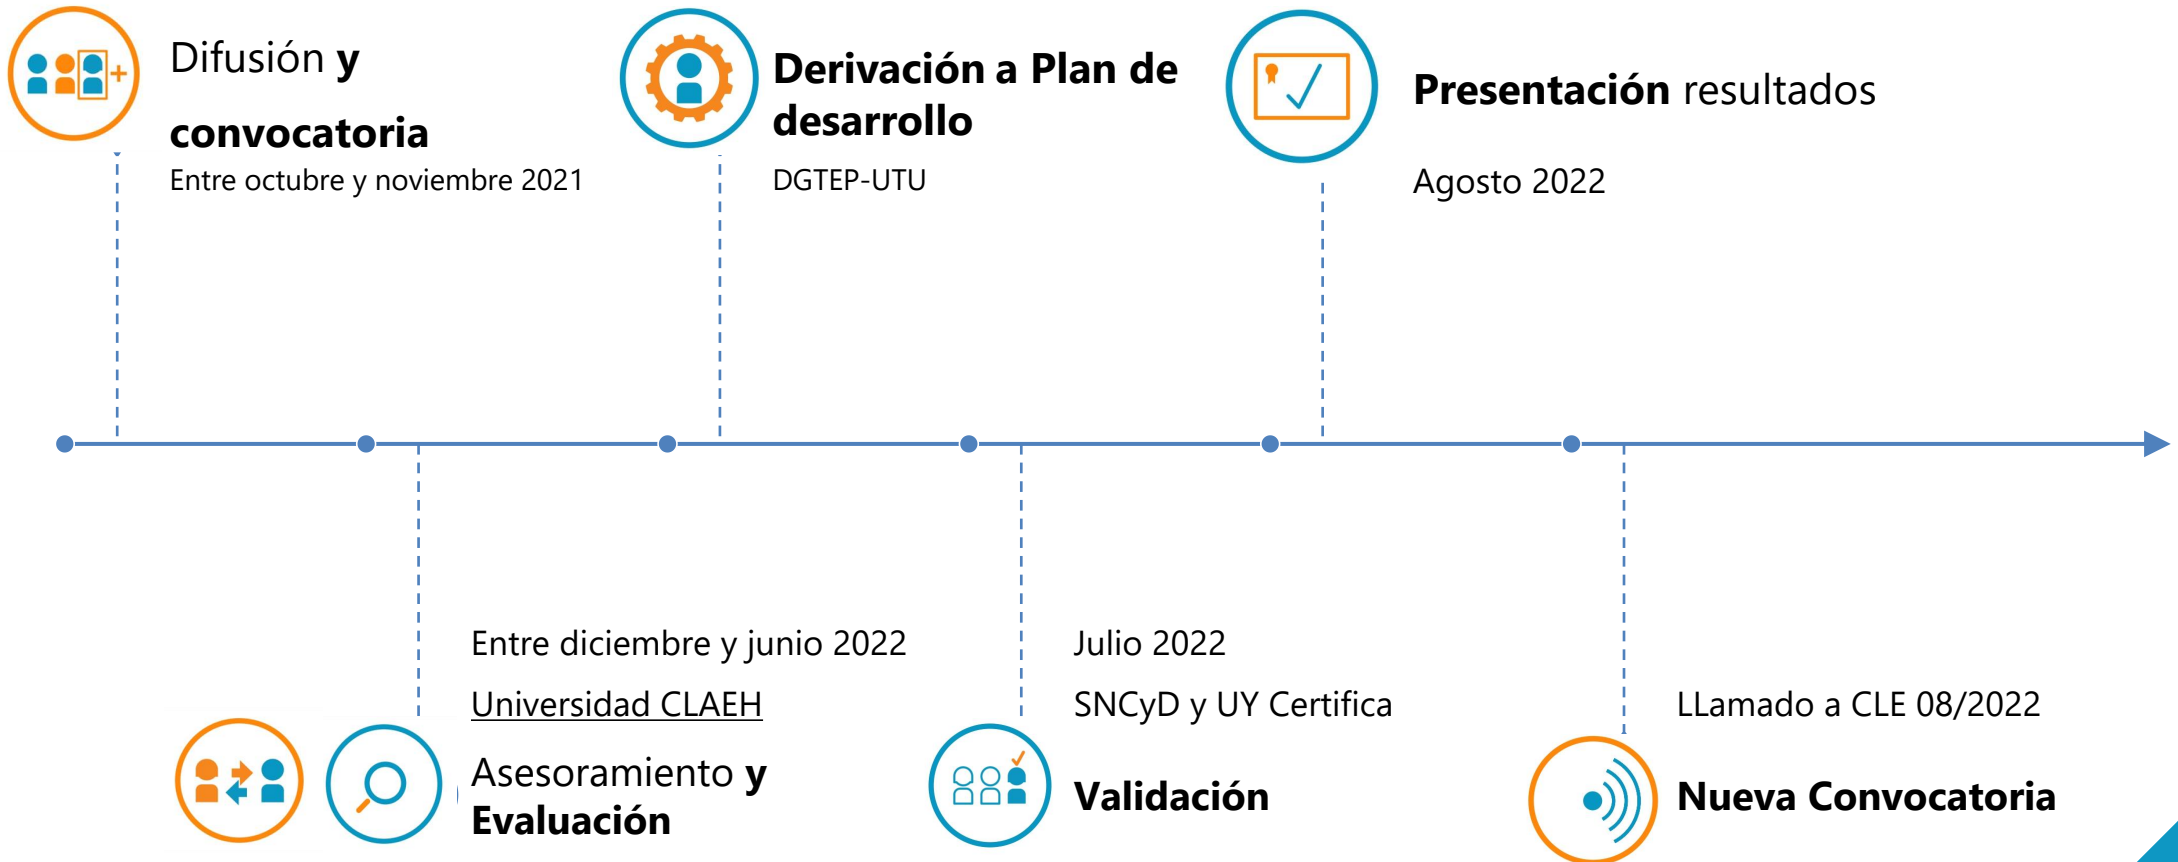 Difusión y
convocatoria
Entre octubre y noviembre 2021
Derivación a Plan de
desarrollo
DGTEP-UTU
Presentación resultados
Agosto 2022
Entre diciembre y junio 2022
Universidad CLAEH
Asesoramiento y
Evaluación
Julio 2022
SNCyD y UY Certifica
Validación
LLamado a CLE 08/2022
Nueva Convocatoria